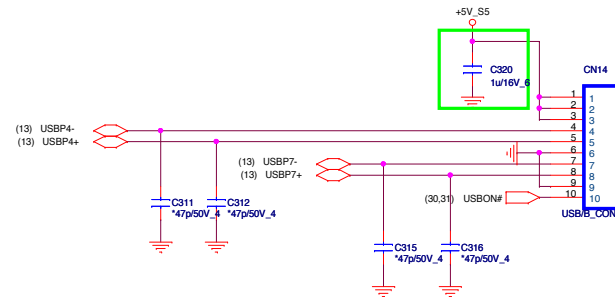 +5V_S5
C320
1u/16V_6
CN14
1 1
2 2
3 3
(13) USBP4- 4 4
(13) USBP4+ 5 5
6 6
(13) USBP7- 7 7
(13) USBP7+ 8 8
9 9
(30,31) USBON# 10 10
USB/B_CON
C311
*47p/50V_4
C312
*47p/50V_4
C315
*47p/50V_4
C316
*47p/50V_4